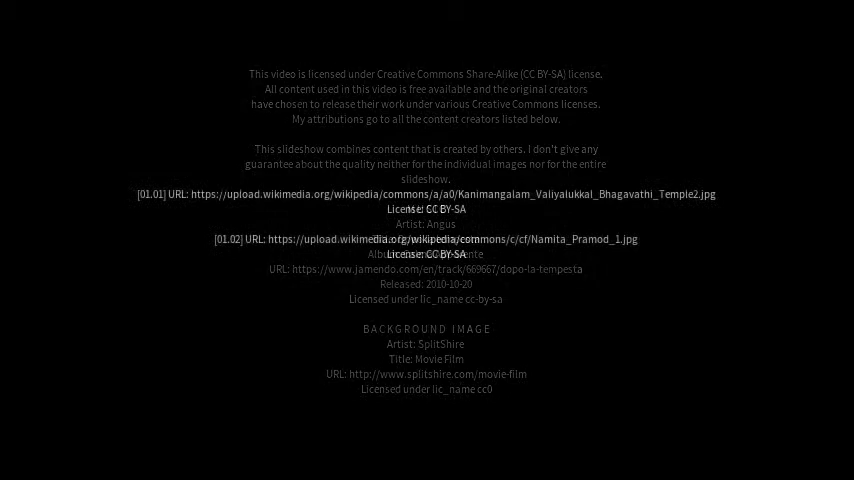 This video is licensed under Creative Commons Share-Alike (CC BY-SA) license.
All content used in this video is free available and the original creators
have chosen to release their work under various Creative Commons licenses.
My attributions go to all the content creators listed below.
This slideshow combines content that is created by others. I don't give any
guarantee about the quality neither for the individual images nor for the entire
slideshow.
[01.01] URL: https://upload.wikimedia.org/wikipedia/commons/a/a0/Kanimangalam_Valiyalukkal_Bhagavathi_Temple2.jpg
License: CC BY-SA
Artist: Angus
[01.02] URL: https://upload.wikimedia.org/wikipedia/commons/c/cf/Namita_Pramod_1.jpg
License: CC BY-SA
URL: https://www.jamendo.com/en/track/669667/dopo-la-tempesta
Released: 2010-10-20
Licensed under lic_name cc-by-sa
BACKGROUND IMAGE
Artist: SplitShire
Title: Movie Film
URL: http://www.splitshire.com/movie-film
Licensed under lic_name cc0